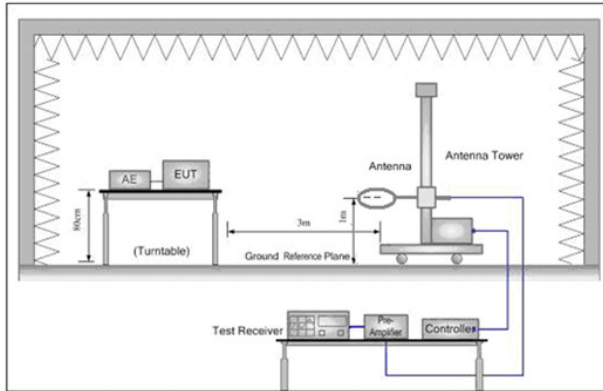 Antenna Tower
Antenna
AE
EUT
80cm
(Turntable)
3m
1m
Ground Reference Plane
Test Receiver
Pre-
Amplifier
Controller